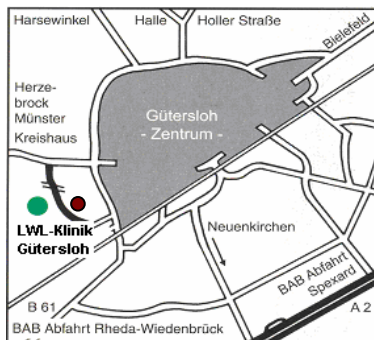 Harsewinkel
Halle
Holler Straße
Bielefeld
Herze-
brock
Münster
Kreishaus
Gütersloh
- Zentrum -
LWL-Klinik
Gütersloh
Neuenkirchen
BAB Abfahrt
Spexard
B 61
A 2
BAB Abfahrt Rheda-Wiedenbrück